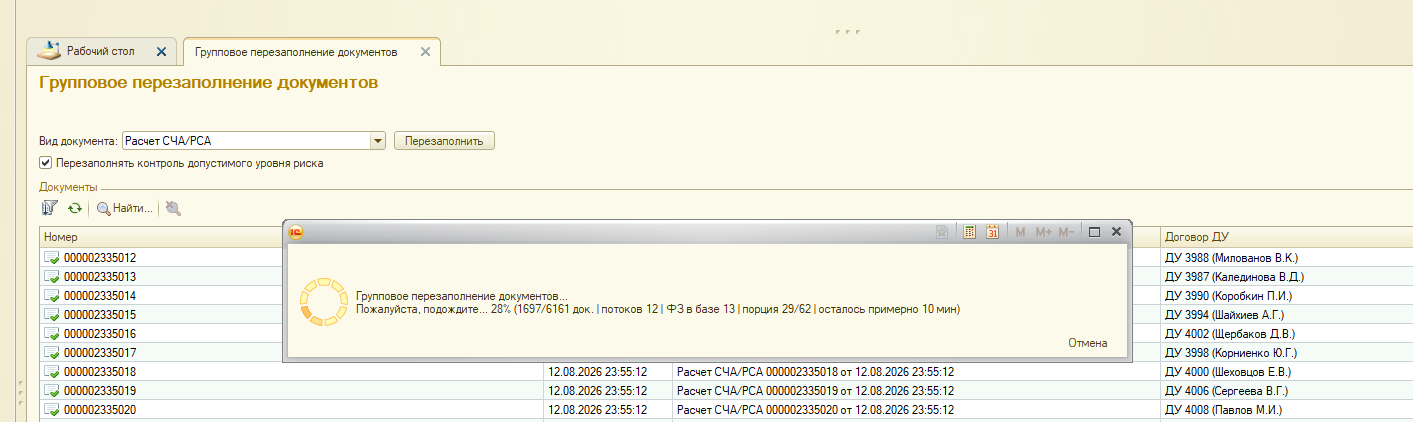 Рабочий стол
Групповое перезаполнение документов
Групповое перезаполнение документов
Вид документа: Расчет СЧА/РСА Перезаполнить
Перезаполнять контроль допустимого уровня риска
Документы
Найти...
M M+ M-
Номер Договор ДУ
000002335012 ДУ 3988 (Милованов В.К.)
000002335013 ДУ 3987 (Калединова В.Д.)
000002335014 ДУ 3990 (Коробкин П.И.)
000002335015 ДУ 3994 (Шайхиев А.Г.)
000002335016 ДУ 4002 (Щербаков Д.В.)
000002335017 ДУ 3998 (Корниенко Ю.Г.)
Групповое перезаполнение документов...
Пожалуйста, подождите... 28% (1697/6161 док. | потоков 12 | ФЗ в базе 13 | порция 29/62 | осталось примерно 10 мин)
Отмена
000002335018 12.08.2026 23:55:12 Расчет СЧА/РСА 000002335018 от 12.08.2026 23:55:12 ДУ 4000 (Шеховцов Е.В.)
000002335019 12.08.2026 23:55:12 Расчет СЧА/РСА 000002335019 от 12.08.2026 23:55:12 ДУ 4006 (Сергеева В.Г.)
000002335020 12.08.2026 23:55:12 Расчет СЧА/РСА 000002335020 от 12.08.2026 23:55:12 ДУ 4008 (Павлов М.И.)